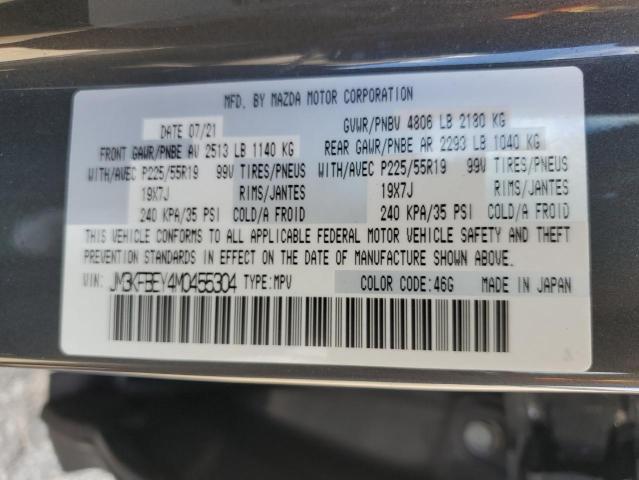 MFD. BY MAZDA MOTOR CORPORATION
DATE 07/21 GVWR/PNBV 4806 LB 2180 KG
FRONT GAWR/PNBE AV 2513 LB 1140 KG REAR GAWR/PNBE AR 2293 LB 1040 KG
WITH/AVEC P225/55R19 99V TIRES/PNEUS WITH/AVEC P225/55R19 99V TIRES/PNEUS
19X7J RIMS/JANTES 19X7J RIMS/JANTES
240 KPA/35 PSI COLD/A FROID 240 KPA/35 PSI COLD/A FROID
THIS VEHICLE CONFORMS TO ALL APPLICABLE FEDERAL MOTOR VEHICLE SAFETY AND THEFT
PREVENTION STANDARDS IN EFFECT ON THE DATE OF MANUFACTURE SHOWN ABOVE.
VIN: JM3KFBEY4M0455304 TYPE:MPV COLOR CODE:46G MADE IN JAPAN